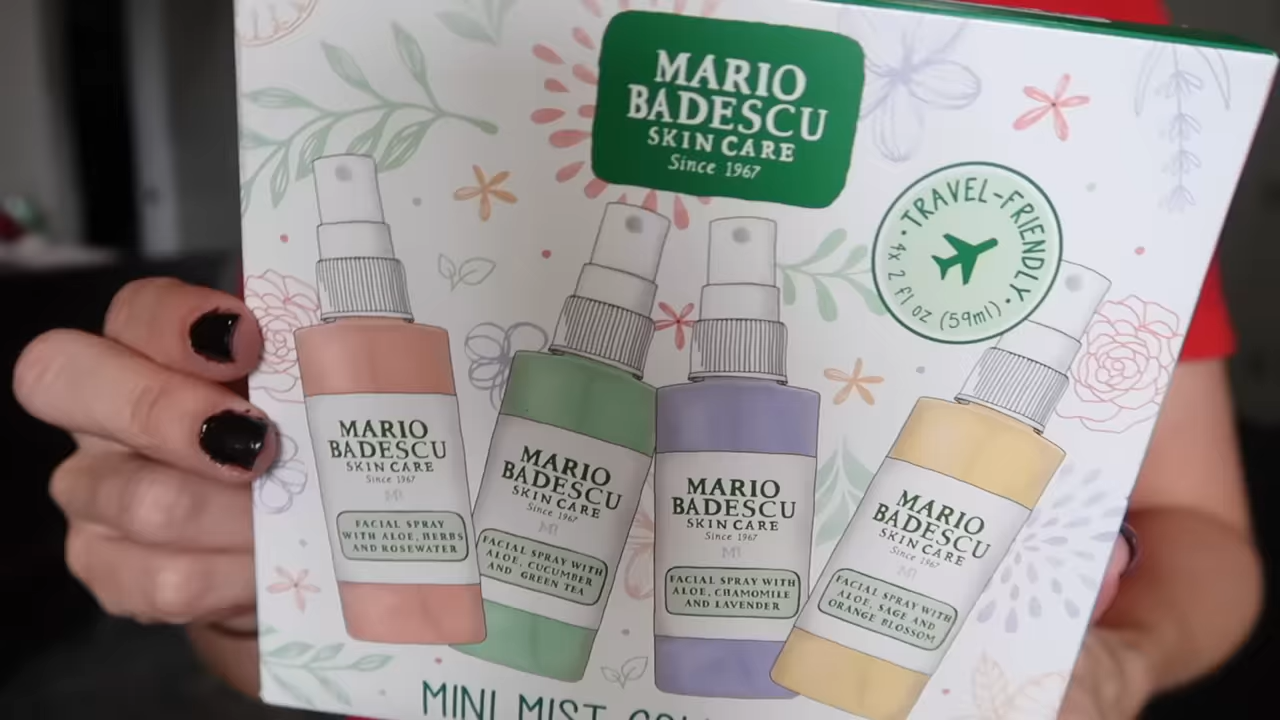 MARIO
BADESCU
SKIN CARE
Since 1967
TRAVEL-FRIENDLY
4x 2 fl oz (59ml)
MARIO
BADESCU
SKIN CARE
Since 1967
FACIAL SPRAY
WITH ALOE, HERBS
AND ROSEWATER
MARIO
BADESCU
SKIN CARE
Since 1967
FACIAL SPRAY WITH
ALOE, CUCUMBER
AND GREEN TEA
MARIO
BADESCU
SKIN CARE
Since 1967
FACIAL SPRAY WITH
ALOE, CHAMOMILE
AND LAVENDER
MARIO
BADESCU
SKIN CARE
Since 1967
FACIAL SPRAY WITH
ALOE, SAGE AND
ORANGE BLOSSOM
MINI MIST